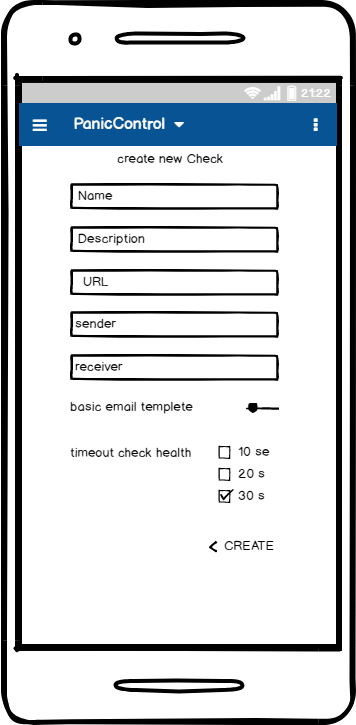 21:22
PanicControl
create new Check
Name
Description
URL
sender
receiver
basic email templete
timeout check health
10 se
20 s
30 s
CREATE